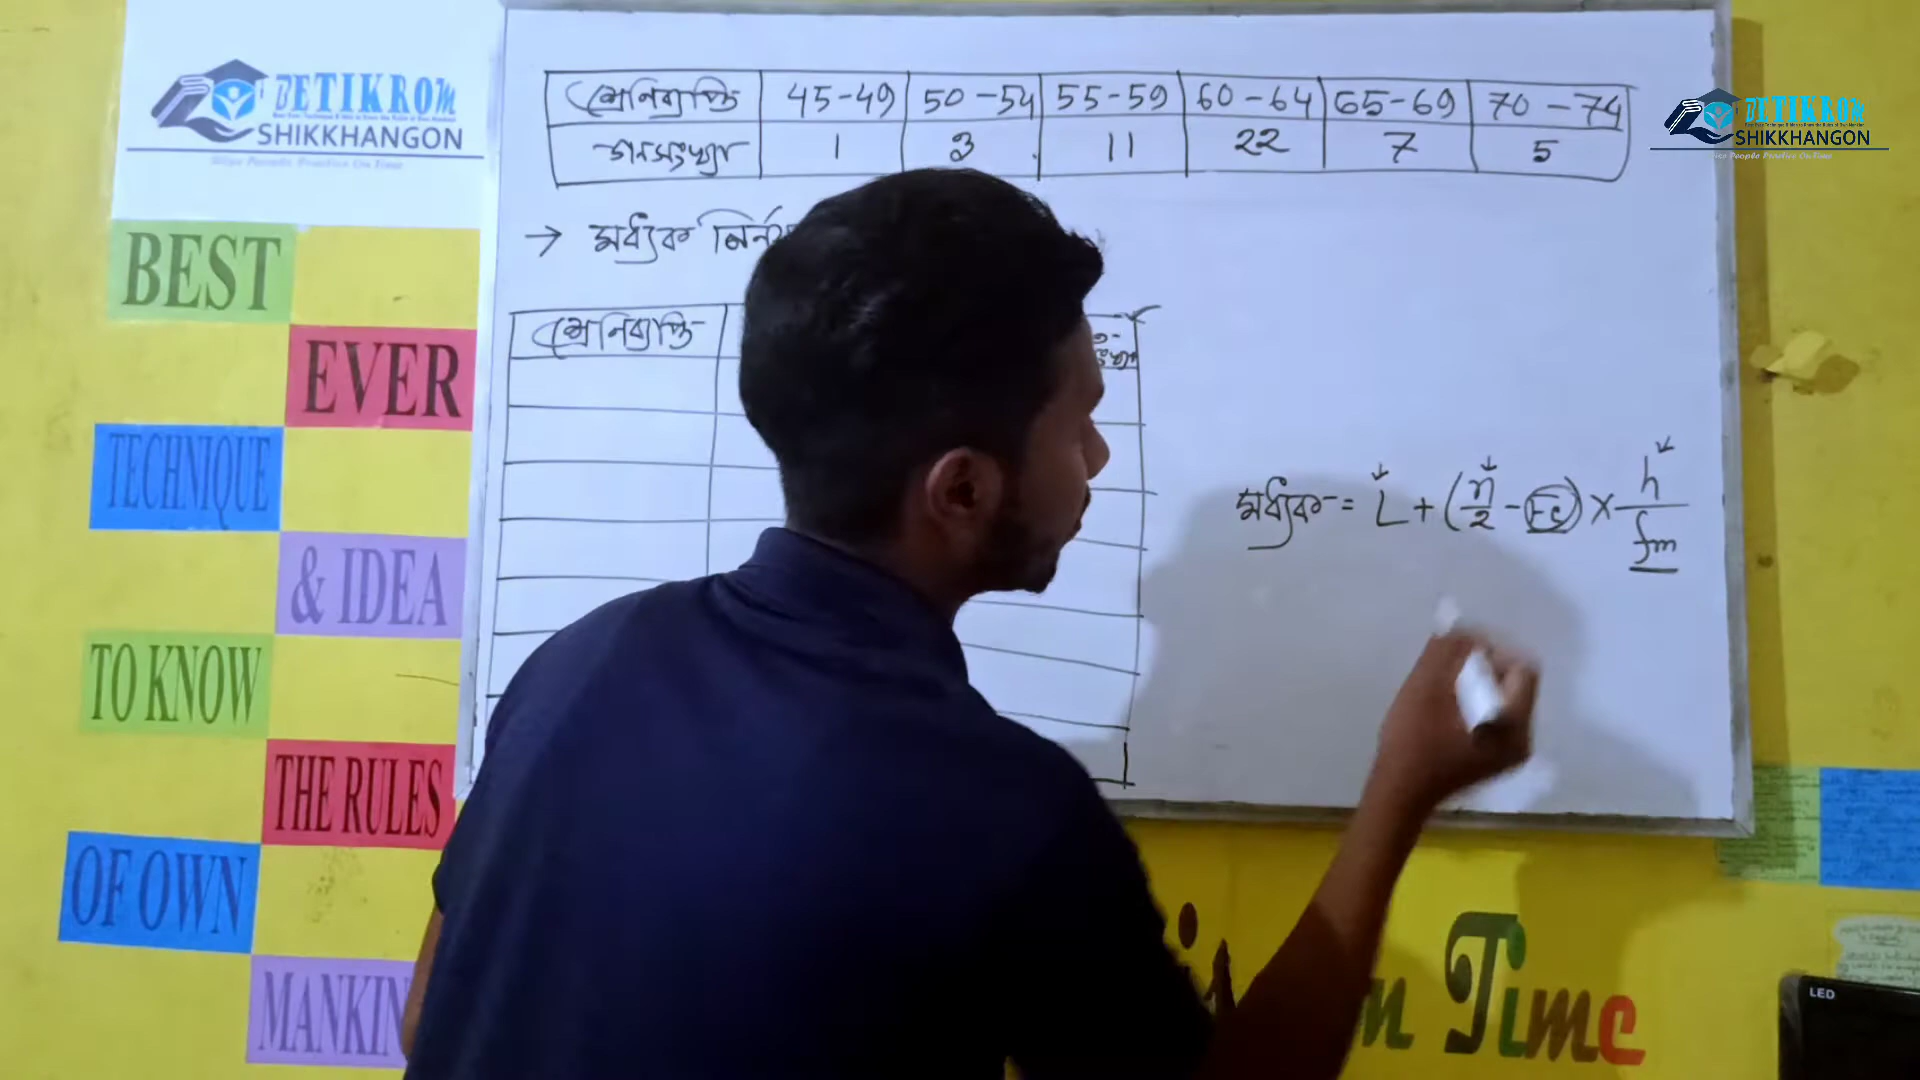 BETIKROM
SHIKKHANGON
BEST
EVER
TECHNIQUE
& IDEA
TO KNOW
THE RULES
OF OWN
MANKIN
শ্রেনিব্যাপ্তি 45-49 50-54 55-59 60-64 65-69 70-74
জনসংখ্যা 1 3 11 22 7 5
→ মধ্যক
শ্রেনিব্যাপ্তি
মধ্যক = L + (n/2 - Fc) × h/fm
BETIKROM
SHIKKHANGON
Time
LED